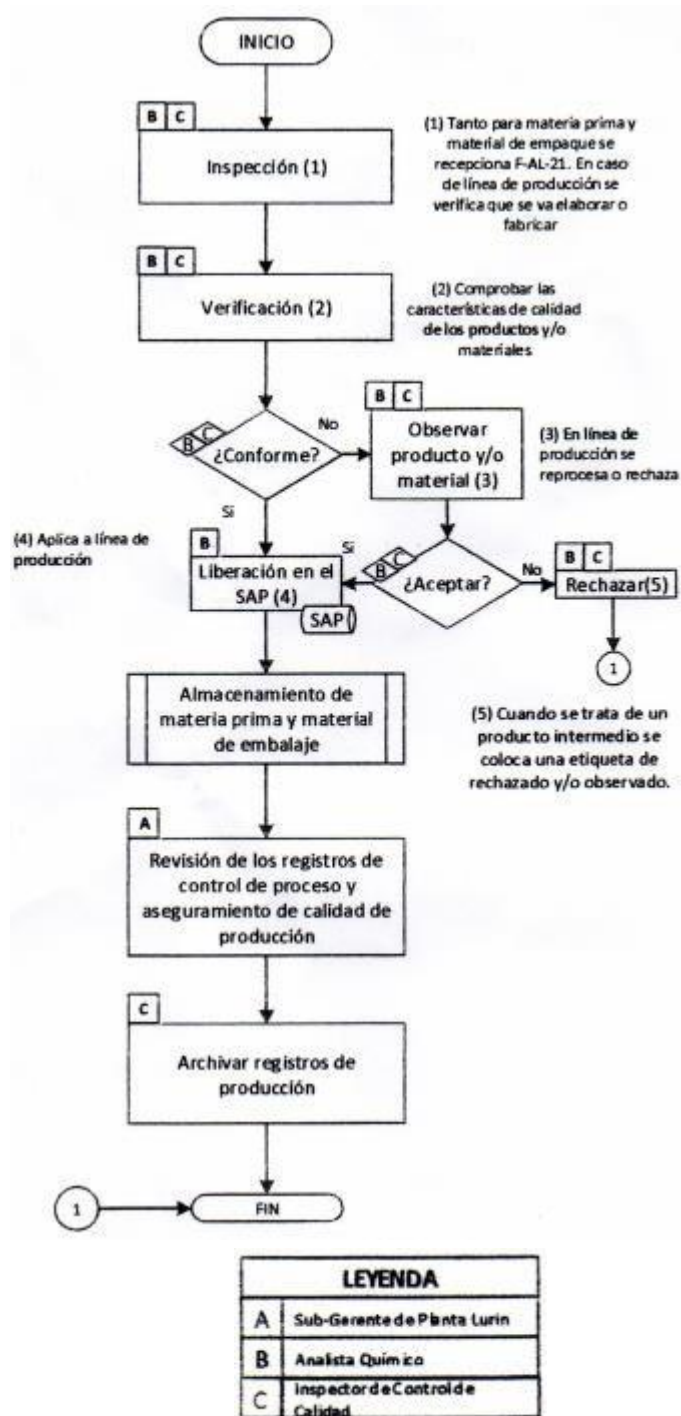 INICIO
B C
Inspección (1)
(1) Tanto para materia prima y
material de empaque se
recepciona F-AL-21. En caso
de línea de producción se
verifica que se va elaborar o
fabricar
B C
Verificación (2)
(2) Comprobar las
características de calidad
de los productos y/o
materiales
B C
¿Conforme?
No
Si
B C
Observar
producto y/o
material (3)
(3) En línea de
producción se
reprocesa o rechaza
(4) Aplica a línea de
producción
B
Liberación en el
SAP (4)
SAP
Si
B C
¿Aceptar?
No
B C
Rechazar(5)
1
Almacenamiento de
materia prima y material
de embalaje
(5) Cuando se trata de un
producto intermedio se
coloca una etiqueta de
rechazado y/o observado.
A
Revisión de los registros de
control de proceso y
aseguramiento de calidad de
producción
C
Archivar registros de
producción
1
FIN
LEYENDA
A Sub-Gerente de Planta Lurin
B Analista Químico
C Inspector de Control de
Calidad